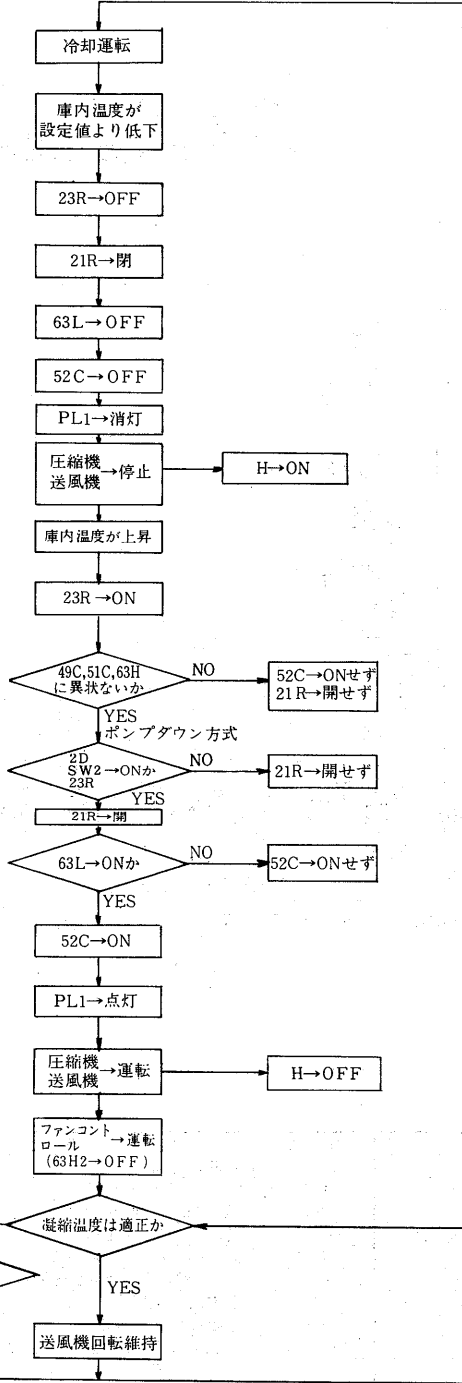 冷却運転
庫内温度が
設定値より低下
23R→OFF
21R→閉
63L→OFF
52C→OFF
PL1→消灯
圧縮機
送風機
→停止
H→ON
庫内温度が上昇
23R→ON
49C,51C,63H
に異状ないか
NO
52C→ONせず
21R→開せず
YES
ポンプダウン方式
2D
SW2→ONか
23R
NO
21R→開せず
YES
21R→開
63L→ONか
NO
52C→ONせず
YES
52C→ON
PL1→点灯
圧縮機
送風機
→運転
H→OFF
ファンコント
ロール
→運転
(63H2→OFF)
凝縮温度は適正か
YES
送風機回転維持